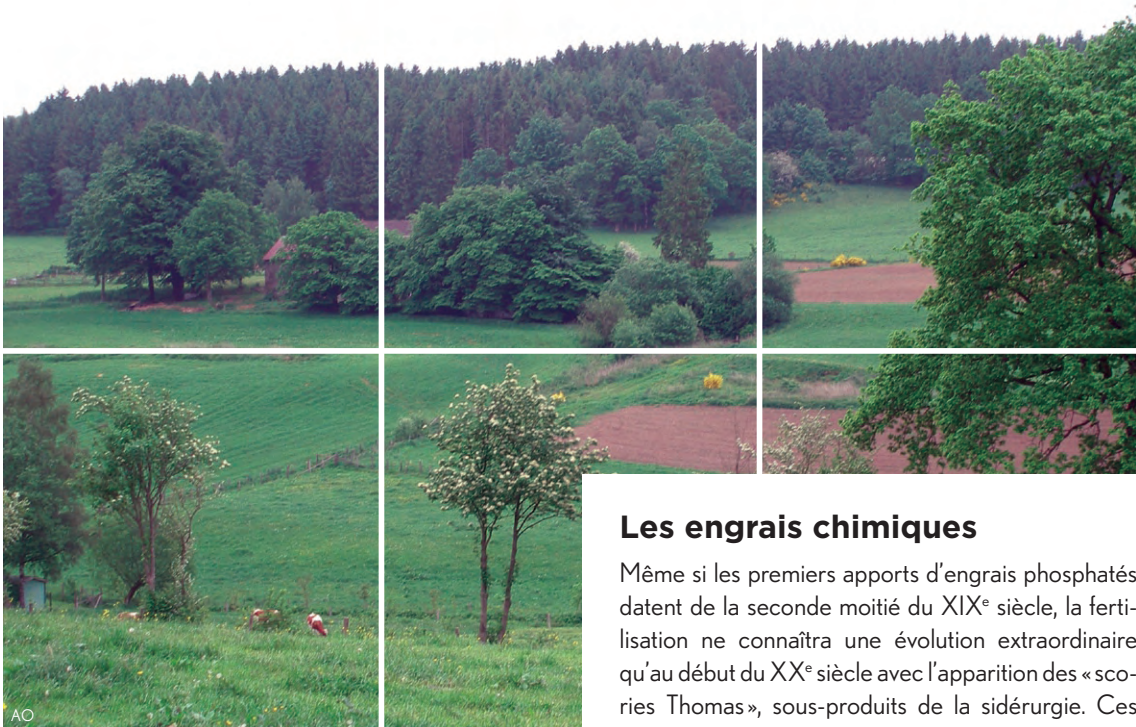 Les engrais chimiques
Même si les premiers apports d'engrais phosphatés
datent de la seconde moitié du XIXᵉ siècle, la ferti-
lisation ne connaîtra une évolution extraordinaire
qu'au début du XXᵉ siècle avec l'apparition des «sco-
ries Thomas», sous-produits de la sidérurgie. Ces
AO